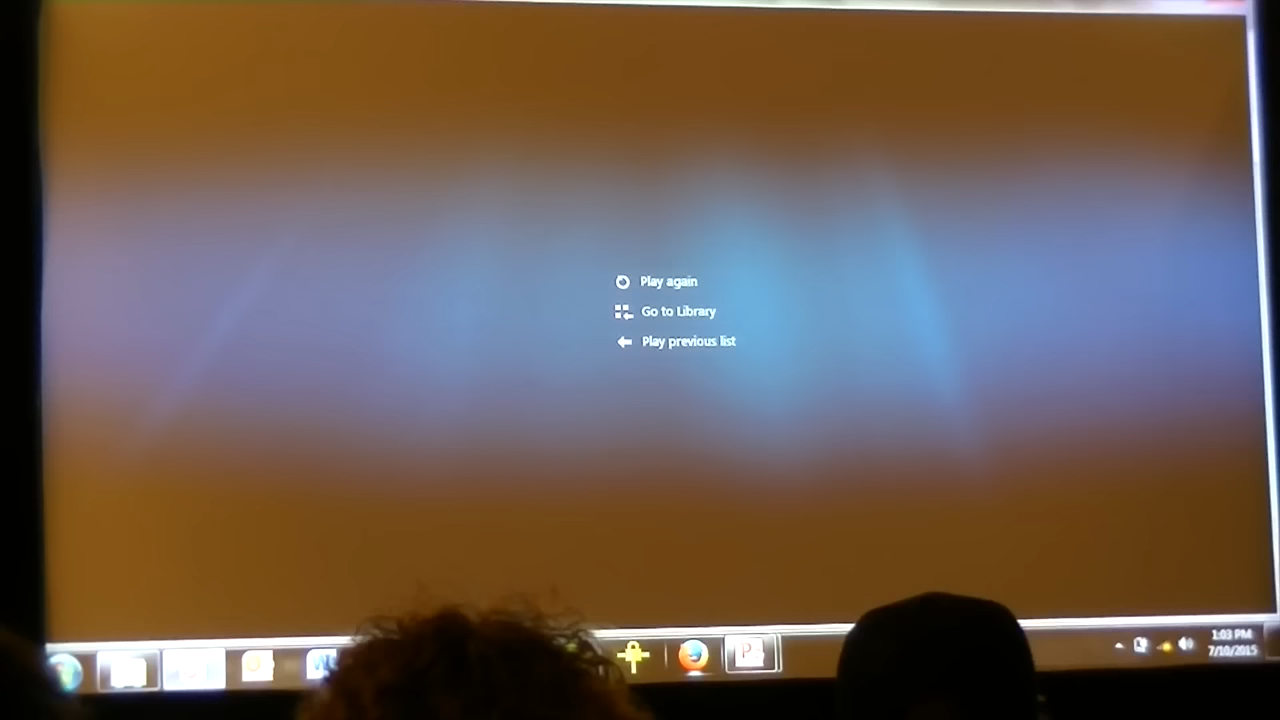 Play again
Go to Library
Play previous list
1:03 PM
7/10/2015